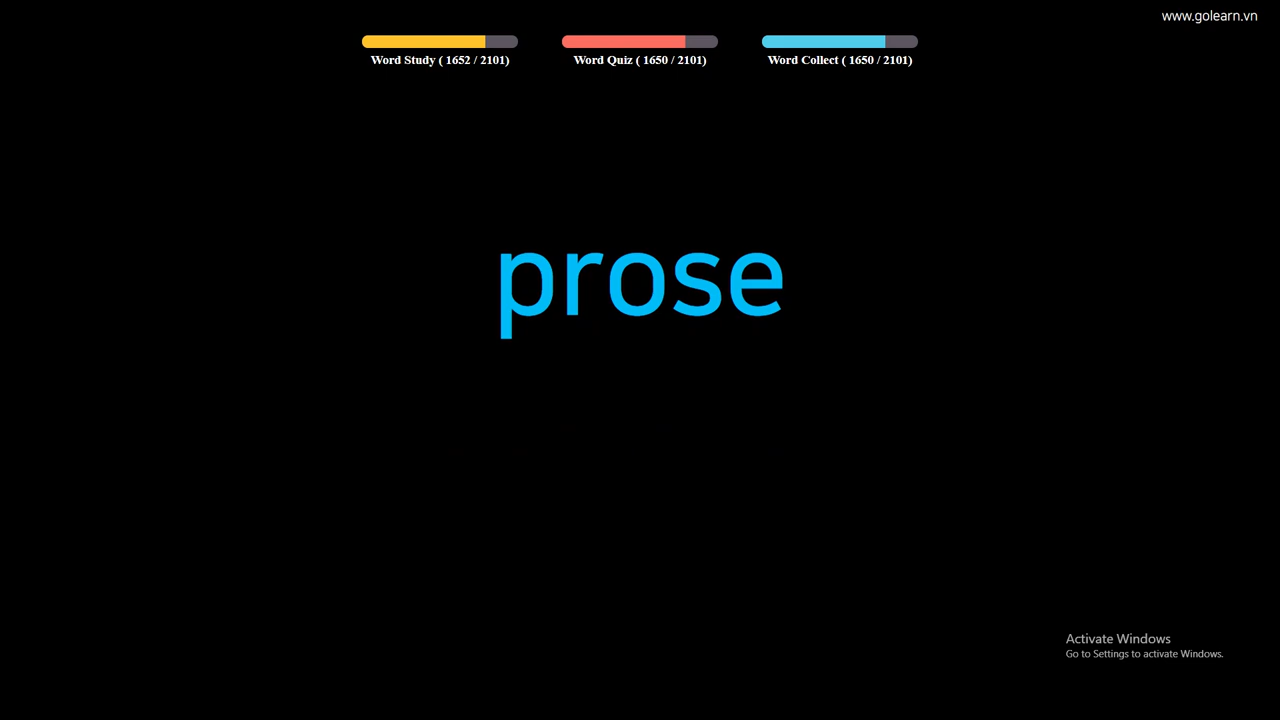 www.golearn.vn
Word Study ( 1652 / 2101) Word Quiz ( 1650 / 2101) Word Collect ( 1650 / 2101)
prose
Activate Windows
Go to Settings to activate Windows.